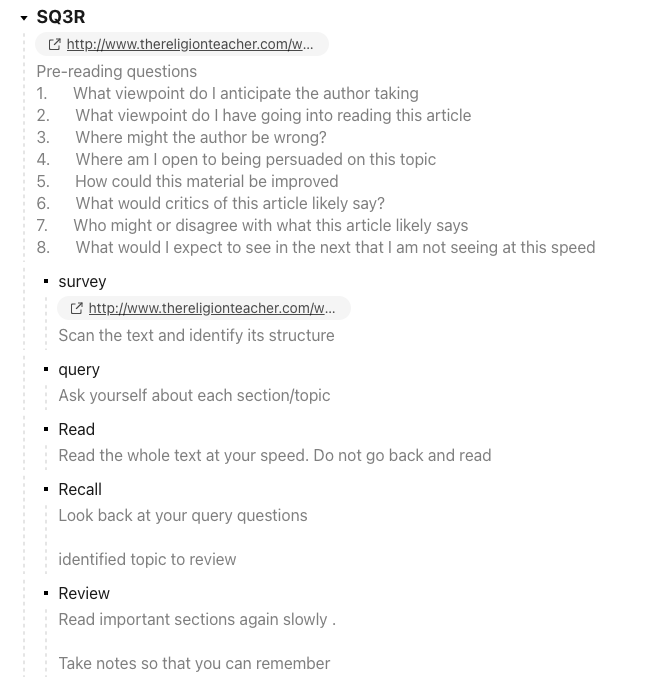 SQ3R
http://www.thereligionteacher.com/w...
Pre-reading questions
1. What viewpoint do I anticipate the author taking
2. What viewpoint do I have going into reading this article
3. Where might the author be wrong?
4. Where am I open to being persuaded on this topic
5. How could this material be improved
6. What would critics of this article likely say?
7. Who might or disagree with what this article likely says
8. What would I expect to see in the next that I am not seeing at this speed
survey
http://www.thereligionteacher.com/w...
Scan the text and identify its structure
query
Ask yourself about each section/topic
Read
Read the whole text at your speed. Do not go back and read
Recall
Look back at your query questions
identified topic to review
Review
Read important sections again slowly .
Take notes so that you can remember